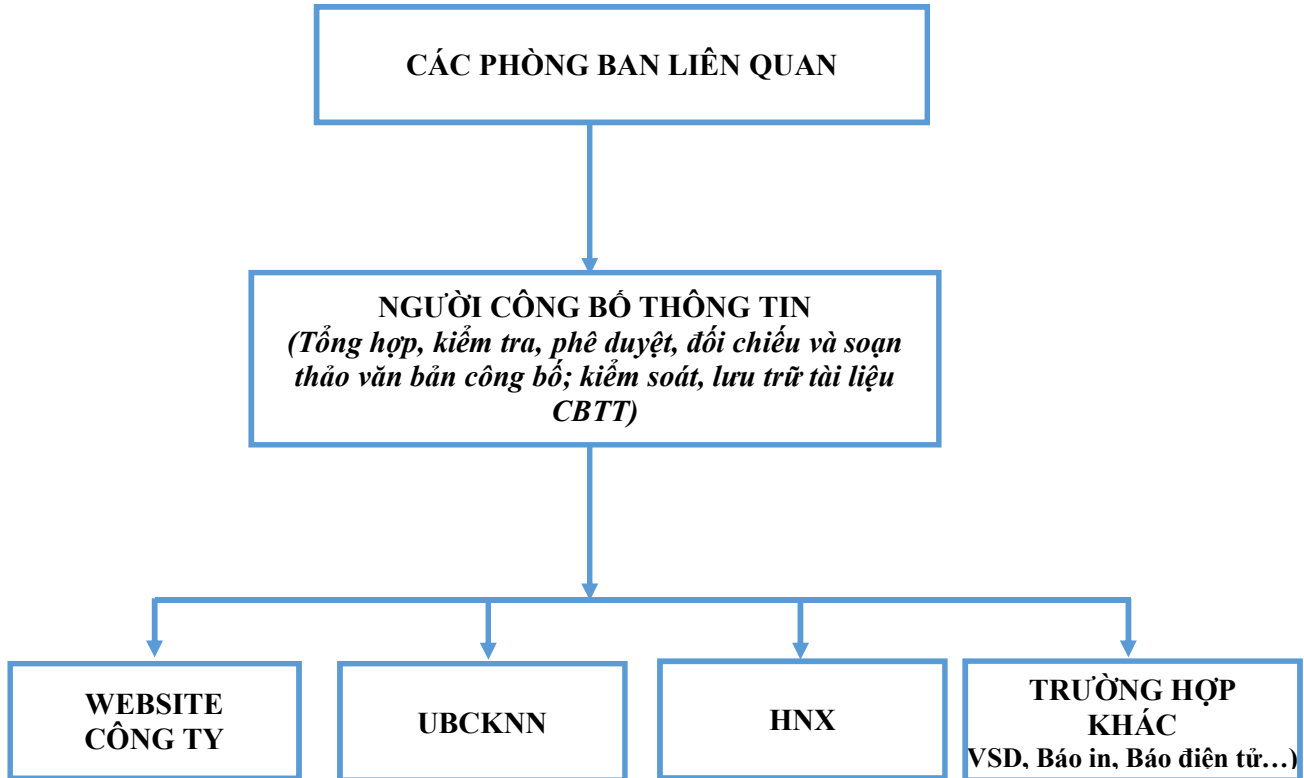 CÁC PHÒNG BAN LIÊN QUAN
NGƯỜI CÔNG BỐ THÔNG TIN
(Tổng hợp, kiểm tra, phê duyệt, đối chiếu và soạn
thảo văn bản công bố; kiểm soát, lưu trữ tài liệu
CBTT)
WEBSITE
CÔNG TY
UBCKNN
HNX
TRƯỜNG HỢP
KHÁC
VSD, Báo in, Báo điện tử…)